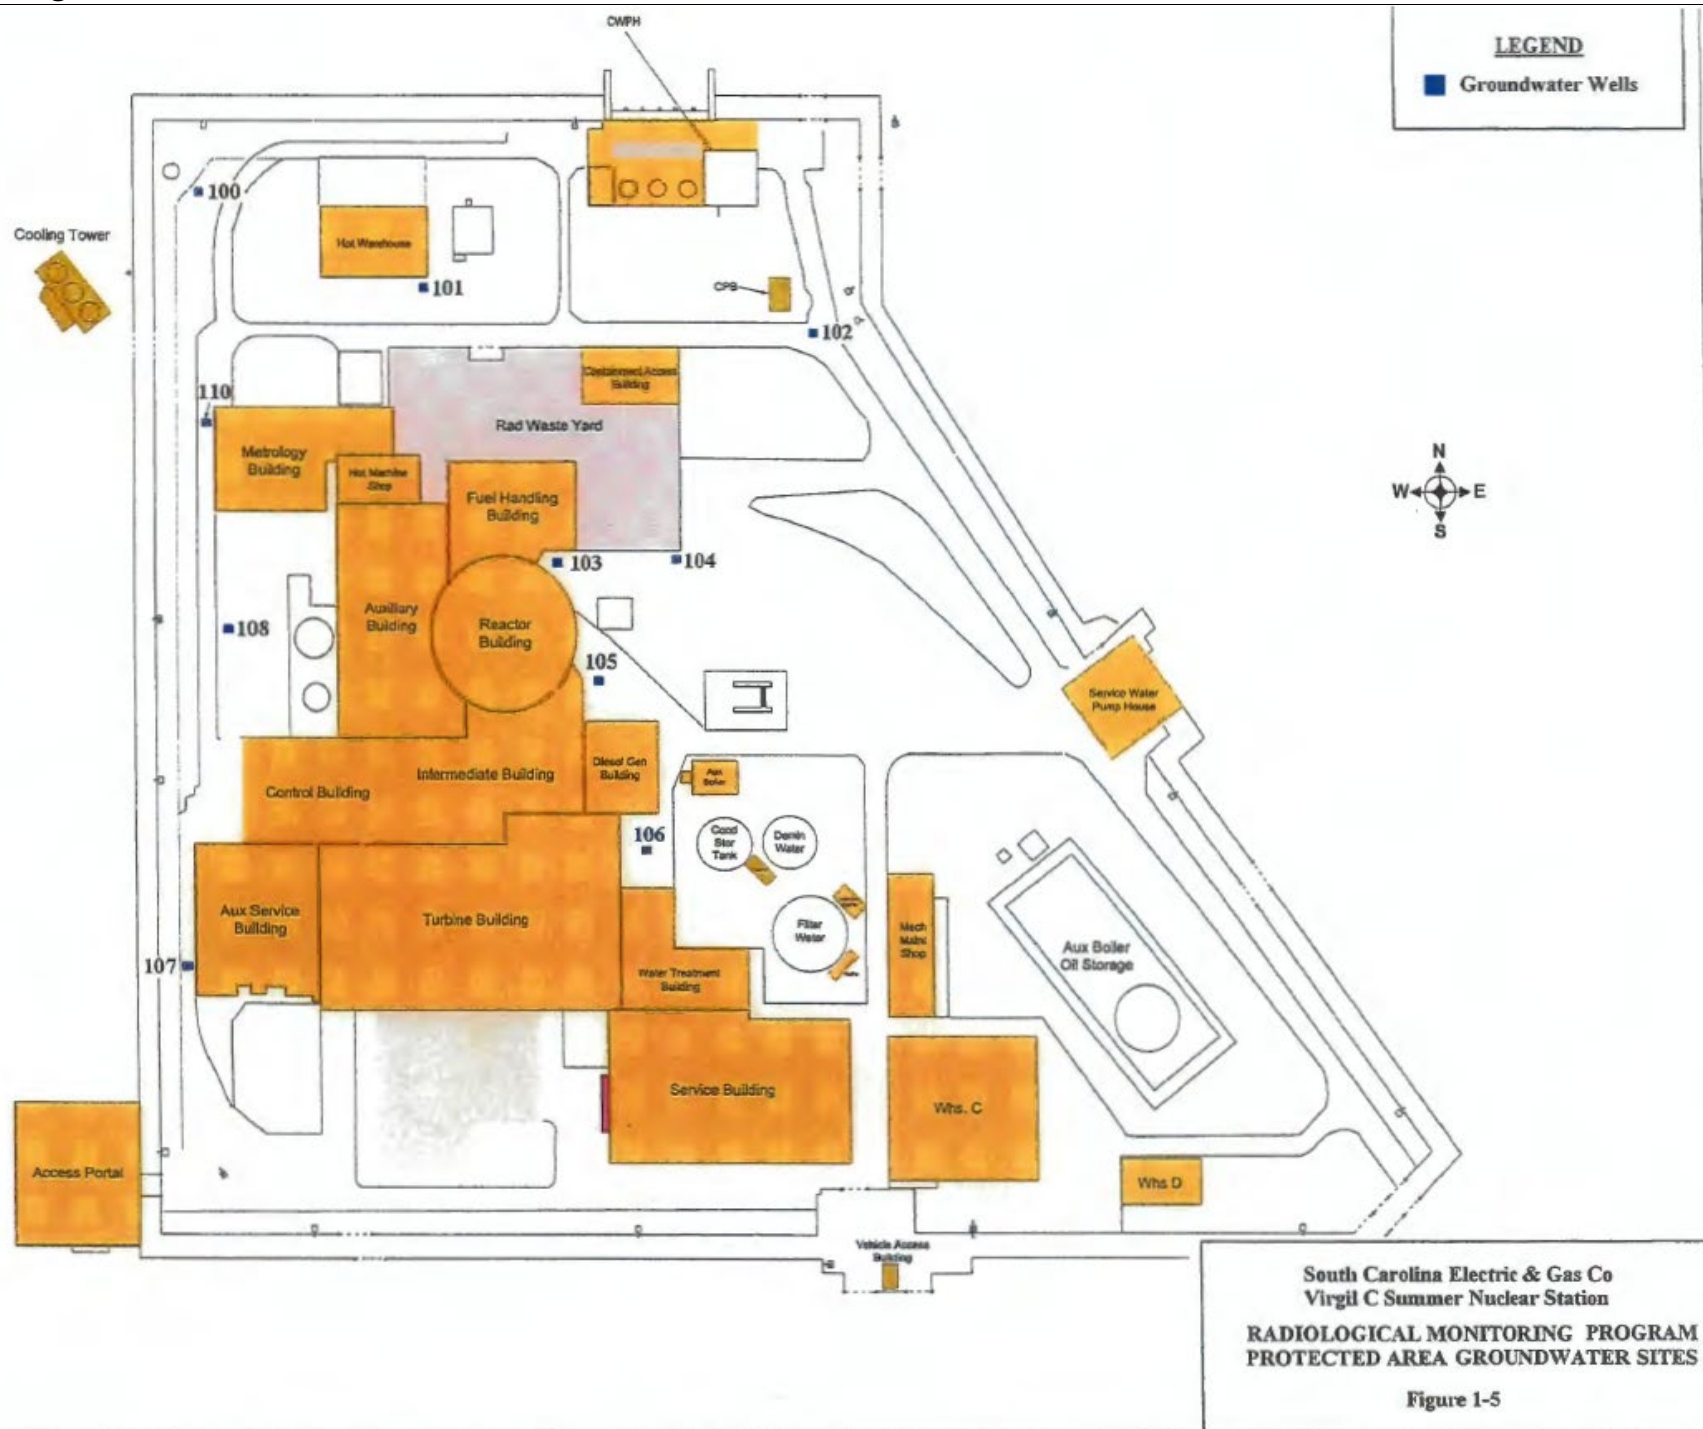 CWPH
LEGEND
Groundwater Wells
100
Cooling Tower
Hot Warehouse
101
CPB
102
Containment Access
Building
110
Rad Waste Yard
Metrology
Building
Hot Machine
Shop
Fuel Handling
Building
N
W
E
S
103
104
108
Auxiliary
Building
Reactor
Building
105
Service Water
Pump House
Intermediate Building
Diesel Gen
Building
Aux
Boiler
Control Building
106
Cond
Stor
Tank
Demin
Water
Aux Service
Building
Turbine Building
Filter
Water
Mech
Maint
Shop
Aux Boiler
Oil Storage
107
Water Treatment
Building
Service Building
Whs. C
Access Portal
Whs D
Vehicle Access
Building
South Carolina Electric & Gas Co
Virgil C Summer Nuclear Station
RADIOLOGICAL MONITORING PROGRAM
PROTECTED AREA GROUNDWATER SITES
Figure 1-5